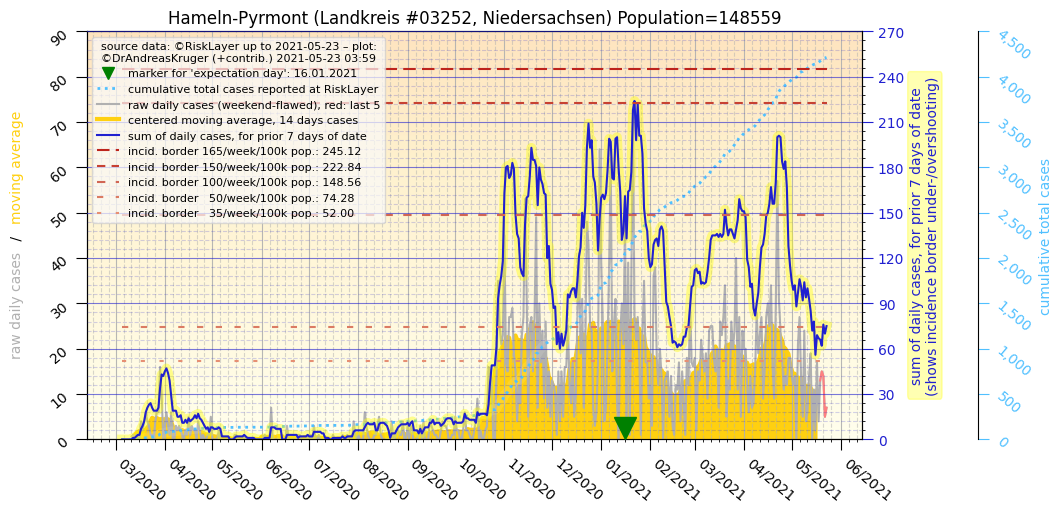 Hameln-Pyrmont (Landkreis #03252, Niedersachsen) Population=148559
source data: ©RiskLayer up to 2021-05-23 – plot:
©DrAndreasKruger (+contrib.) 2021-05-23 03:59
marker for 'expectation day': 16.01.2021
cumulative total cases reported at RiskLayer
raw daily cases (weekend-flawed), red: last 5
centered moving average, 14 days cases
sum of daily cases, for prior 7 days of date
incid. border 165/week/100k pop.: 245.12
incid. border 150/week/100k pop.: 222.84
incid. border 100/week/100k pop.: 148.56
incid. border 50/week/100k pop.: 74.28
incid. border 35/week/100k pop.: 52.00
raw daily cases / moving average
90
80
70
60
50
40
30
20
10
0
03/2020
04/2020
05/2020
06/2020
07/2020
08/2020
09/2020
10/2020
11/2020
12/2020
01/2021
02/2021
03/2021
04/2021
05/2021
06/2021
270
240
210
180
150
120
90
60
30
0
sum of daily cases, for prior 7 days of date
(shows incidence border under-/overshooting)
4,500
4,000
3,500
3,000
2,500
2,000
1,500
1,000
500
0
cumulative total cases